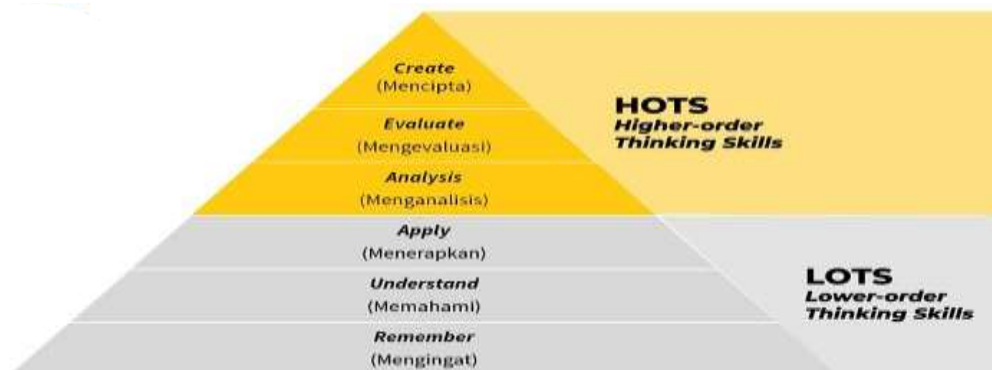 Create
(Mencipta)
Evaluate
(Mengevaluasi)
Analysis
(Menganalisis)
HOTS
Higher-order
Thinking Skills
Apply
(Menerapkan)
Understand
(Memahami)
Remember
(Mengingat)
LOTS
Lower-order
Thinking Skills